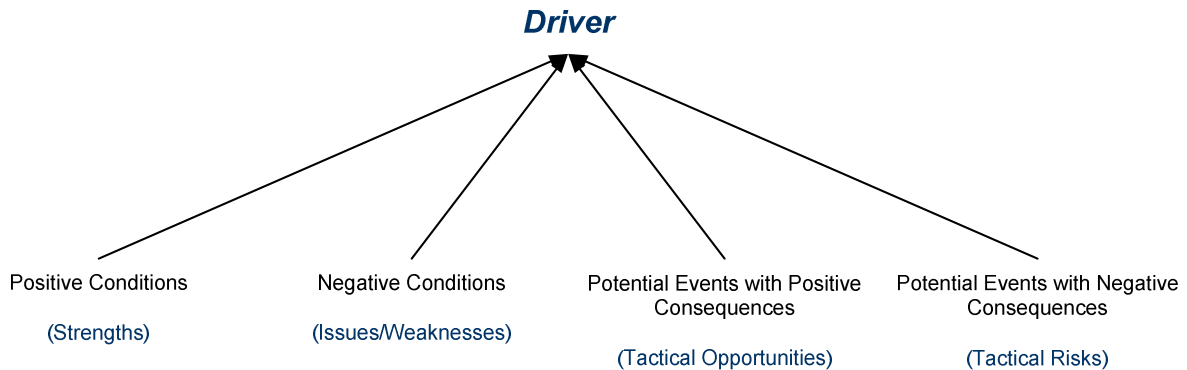 Driver
Positive Conditions
(Strengths)
Negative Conditions
(Issues/Weaknesses)
Potential Events with Positive
Consequences
(Tactical Opportunities)
Potential Events with Negative
Consequences
(Tactical Risks)